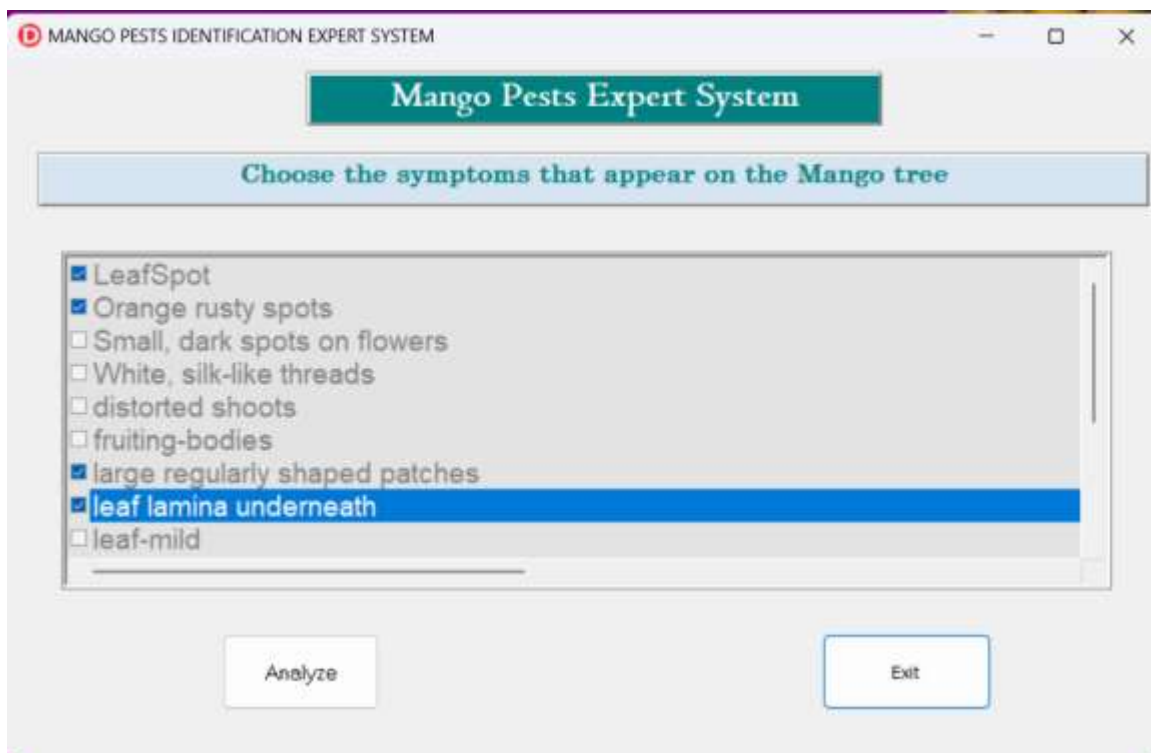 MANGO PESTS IDENTIFICATION EXPERT SYSTEM
Mango Pests Expert System
Choose the symptoms that appear on the Mango tree
LeafSpot
Orange rusty spots
Small, dark spots on flowers
White, silk-like threads
distorted shoots
fruiting-bodies
large regularly shaped patches
leaf lamina underneath
leaf-mild
Analyze
Exit